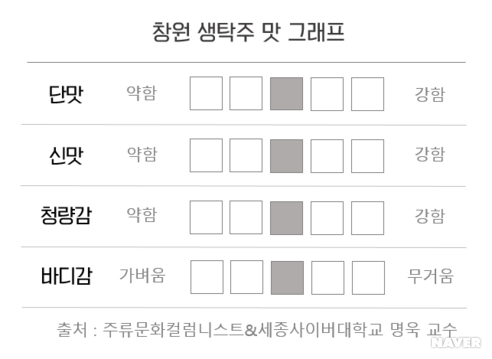 창원 생탁주 맛 그래프
단맛 약함 강함
신맛 약함 강함
청량감 약함 강함
바디감 가벼움 무거움
출처 : 주류문화컬럼니스트&세종사이버대학교 명욱 교수
NAVER